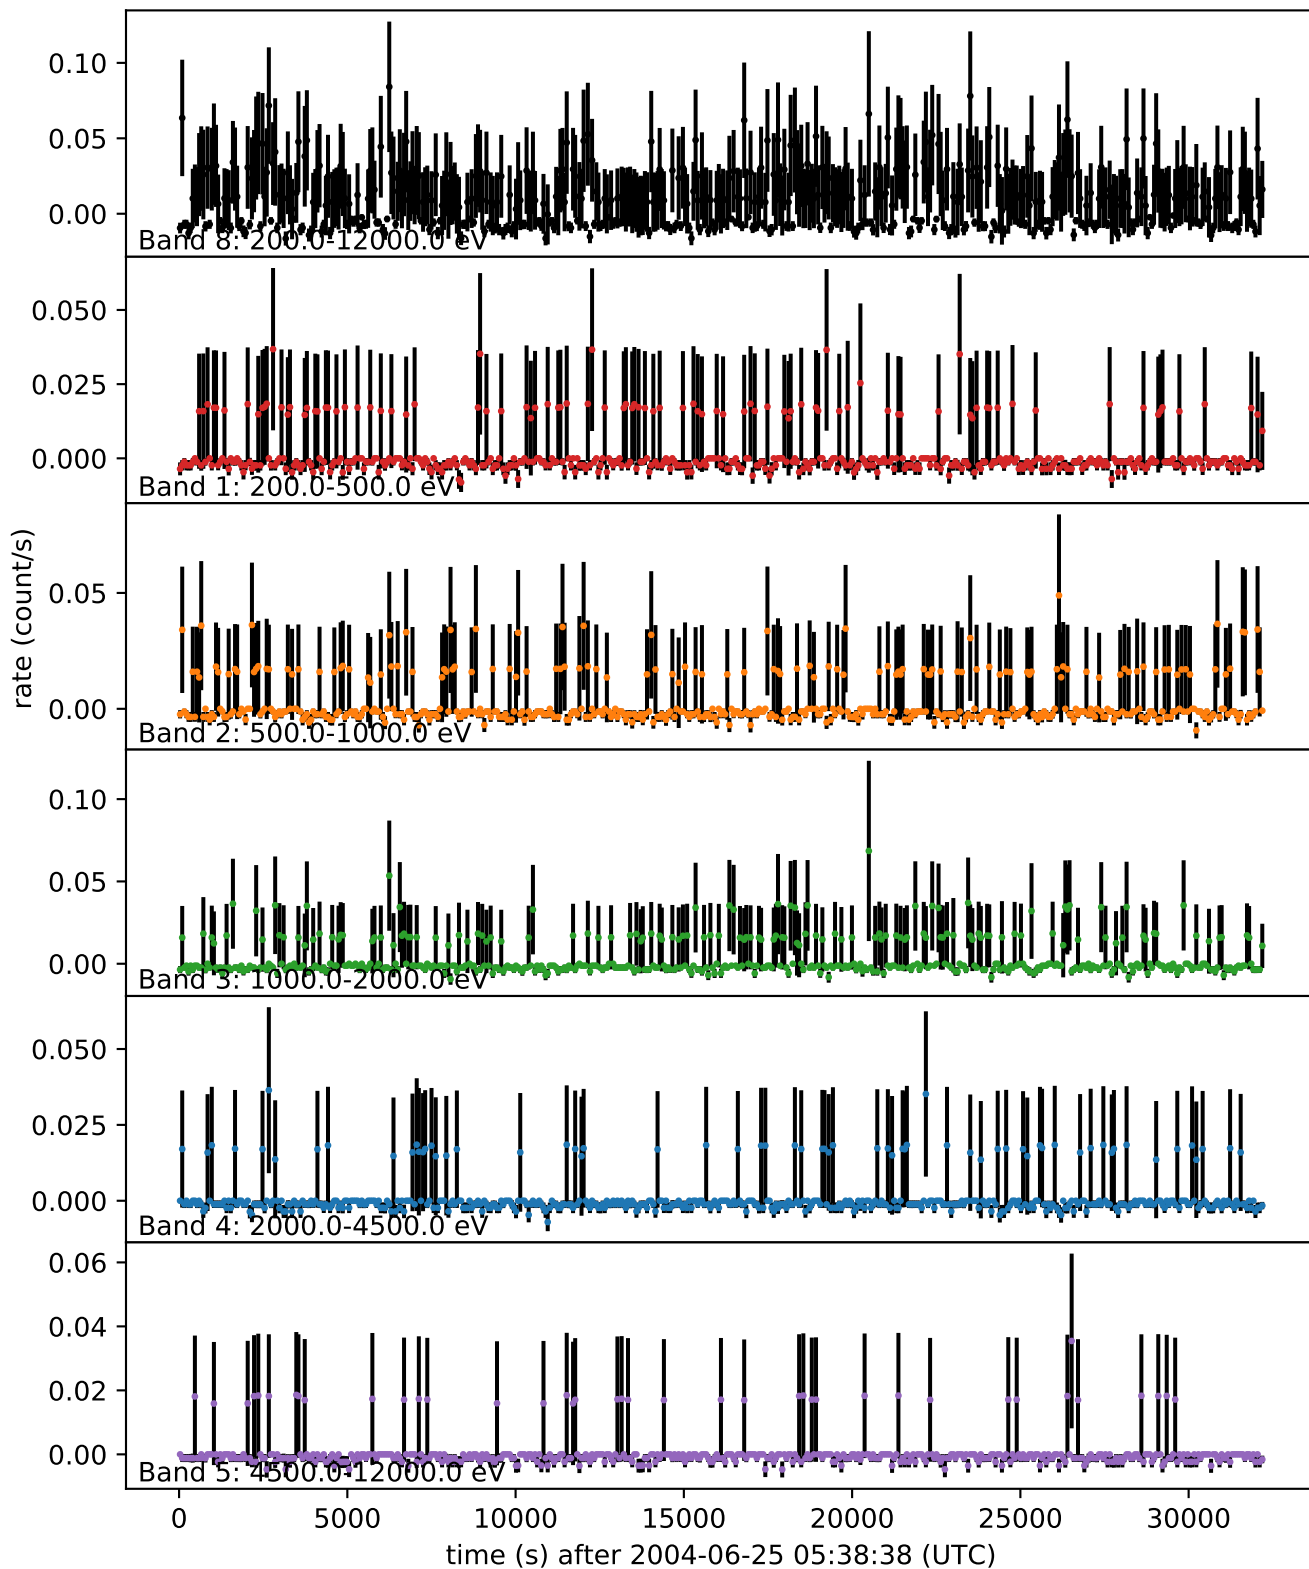 0.10
0.05
0.00
Band 8: 200.0-12000.0 eV
0.050
0.025
0.000
Band 1: 200.0-500.0 eV
rate (count/s)
0.05
0.00
Band 2: 500.0-1000.0 eV
0.10
0.05
0.00
Band 3: 1000.0-2000.0 eV
0.050
0.025
0.000
Band 4: 2000.0-4500.0 eV
0.06
0.04
0.02
0.00
Band 5: 4500.0-12000.0 eV
0 5000 10000 15000 20000 25000 30000
time (s) after 2004-06-25 05:38:38 (UTC)